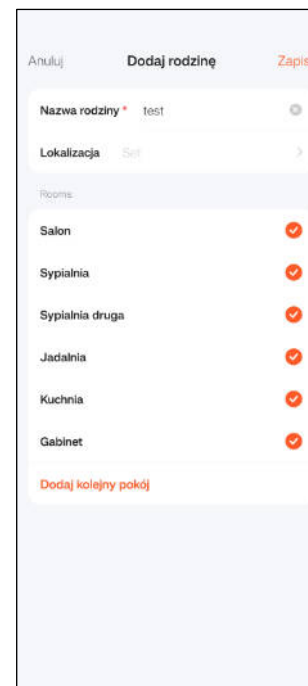 Anuluj Dodaj rodzinę Zapis
Nazwa rodziny * test
Lokalizacja Set
Rooms
Salon
Sypialnia
Sypialnia druga
Jadalnia
Kuchnia
Gabinet
Dodaj kolejny pokój